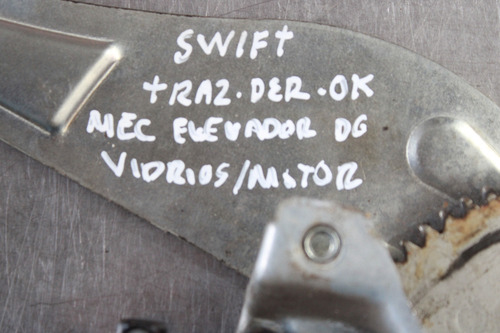 SWIFT
TRAZ.DER.OK
MEC ELEVADOR DG
VIDRIOS/MOTOR